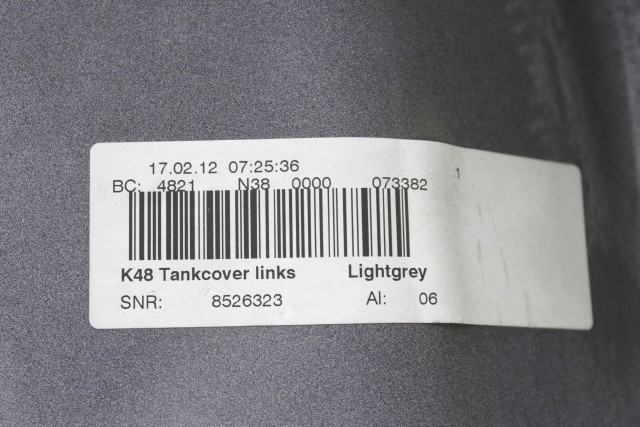 17.02.12 07:25:36
1
BC: 4821 N38 0000 073382
K48 Tankcover links Lightgrey
SNR: 8526323 AI: 06